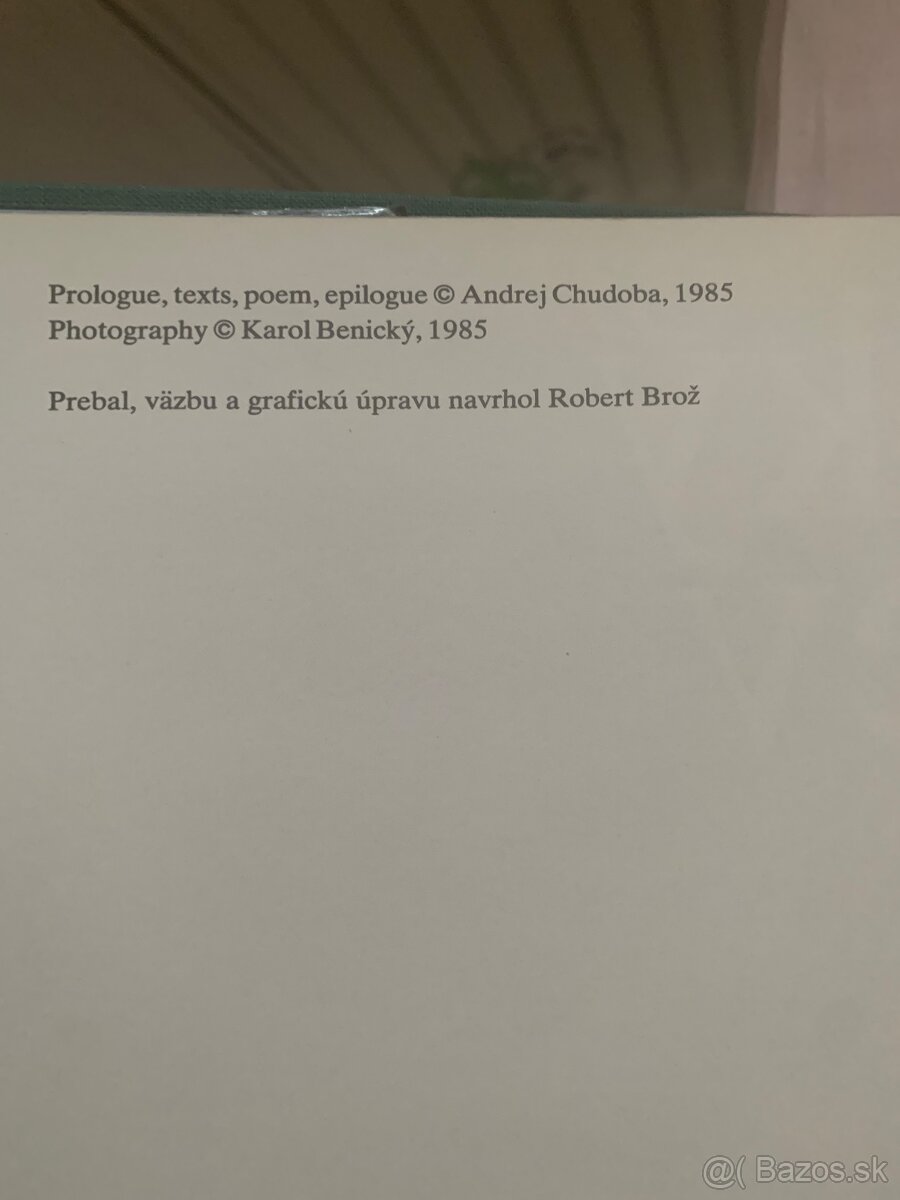 Prologue, texts, poem, epilogue © Andrej Chudoba, 1985
Photography © Karol Benický, 1985
Prebal, väzbu a grafickú úpravu navrhol Robert Brož
@( Bazos.sk